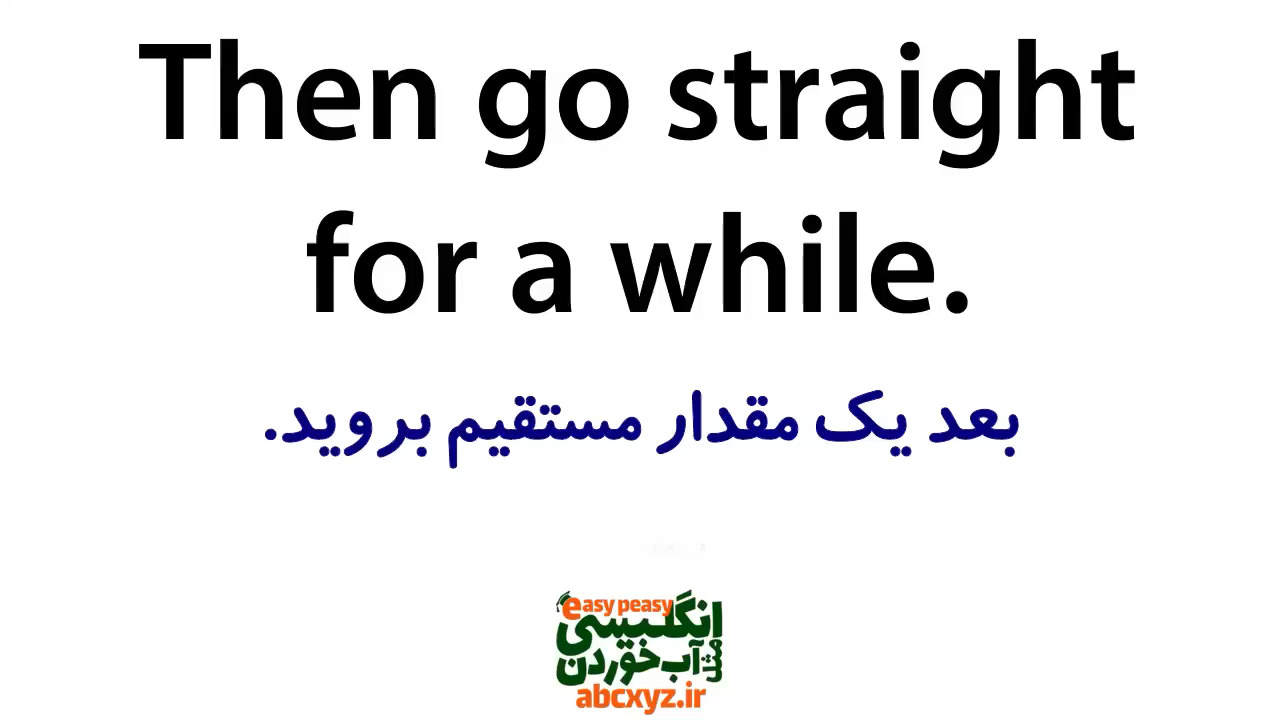 Then go straight
for a while.
بعد یک مقدار مستقیم بروید.
easy peasy
انگلیسی
مثل آب خوردن
abcxyz.ir